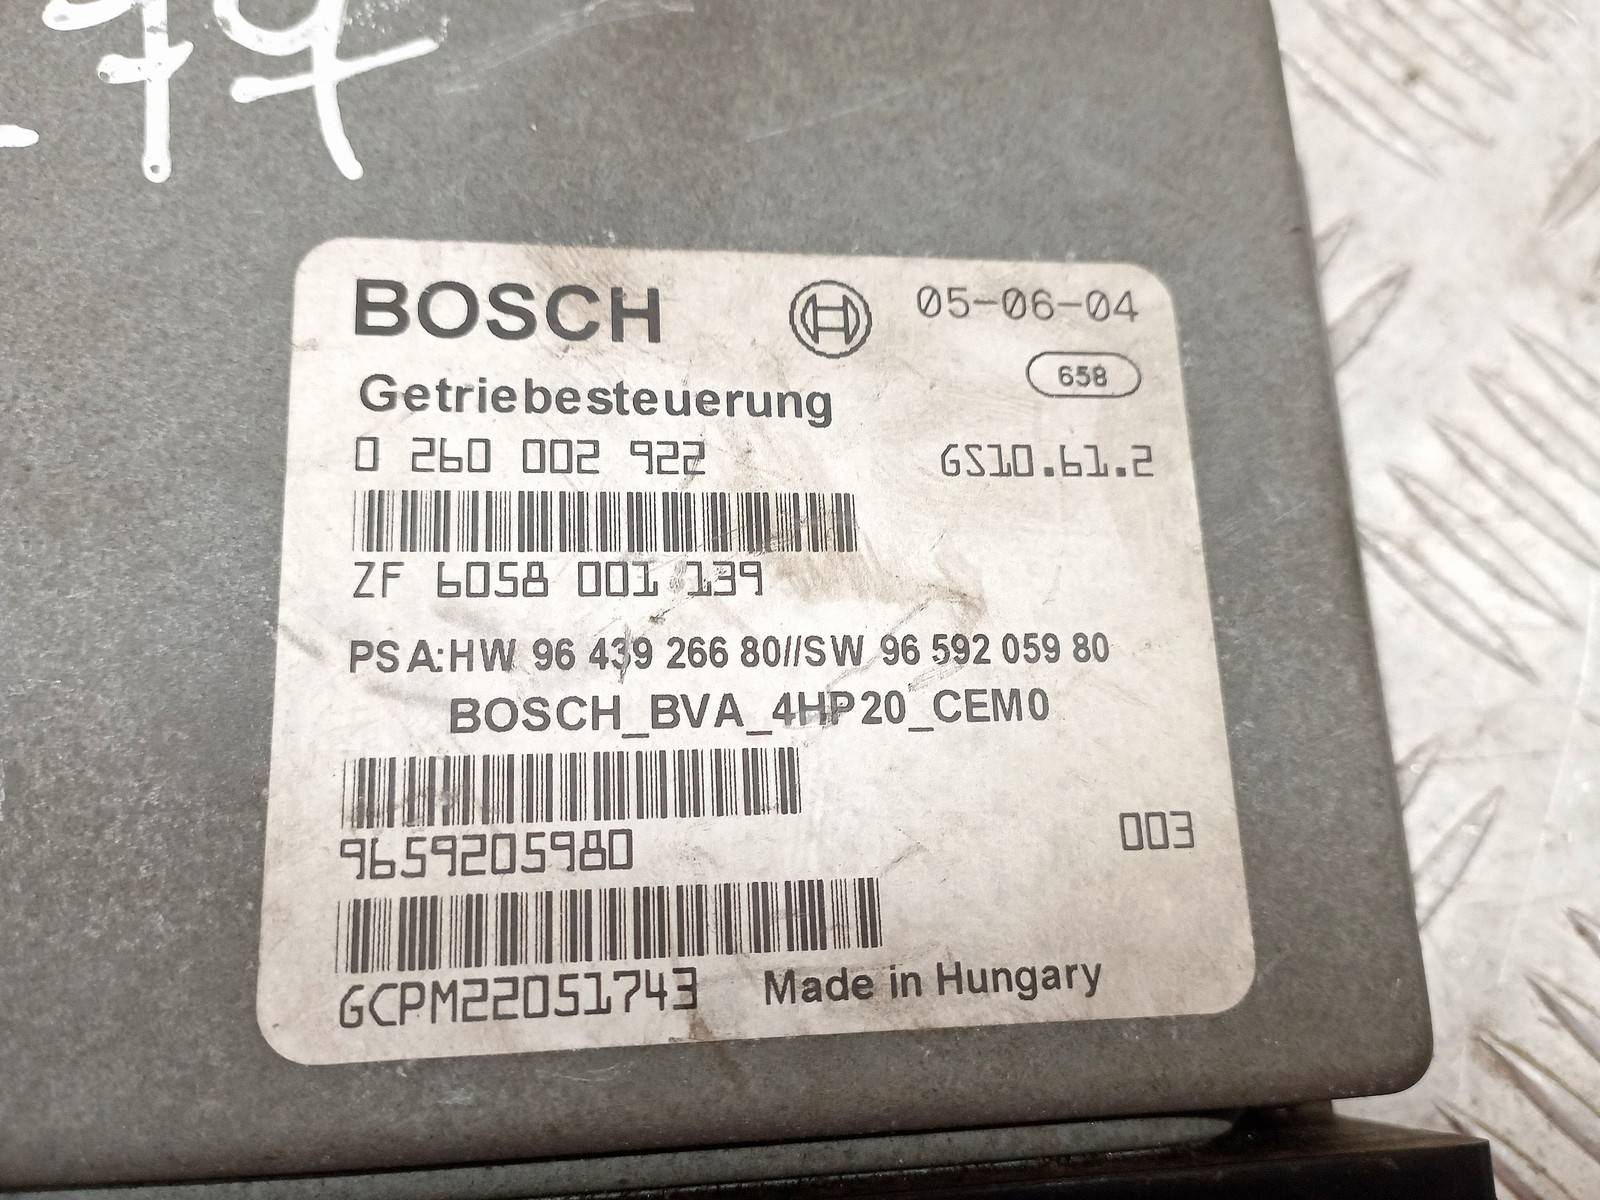 BOSCH 05-06-04
658
Getriebesteuerung
0 260 002 922 GS10.61.2
ZF 6058 001 139
PSA:HW 96 439 266 80//SW 96 592 059 80
BOSCH_BVA_4HP20_CEM0
9659205980 003
GCPM22051743 Made in Hungary